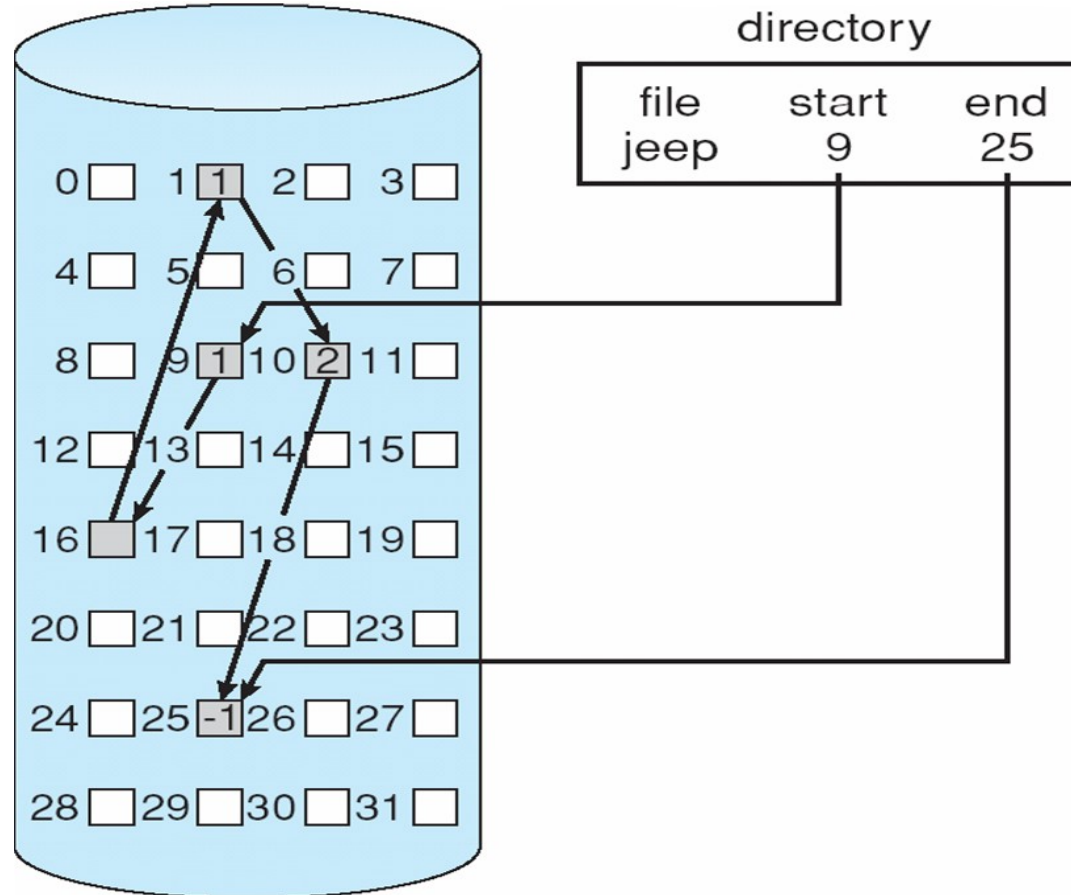 directory
file start end
jeep 9 25
0 1 1 2 3
4 5 6 7
8 9 1 10 2 11
12 13 14 15
16 17 18 19
20 21 22 23
24 25 -1 26 27
28 29 30 31